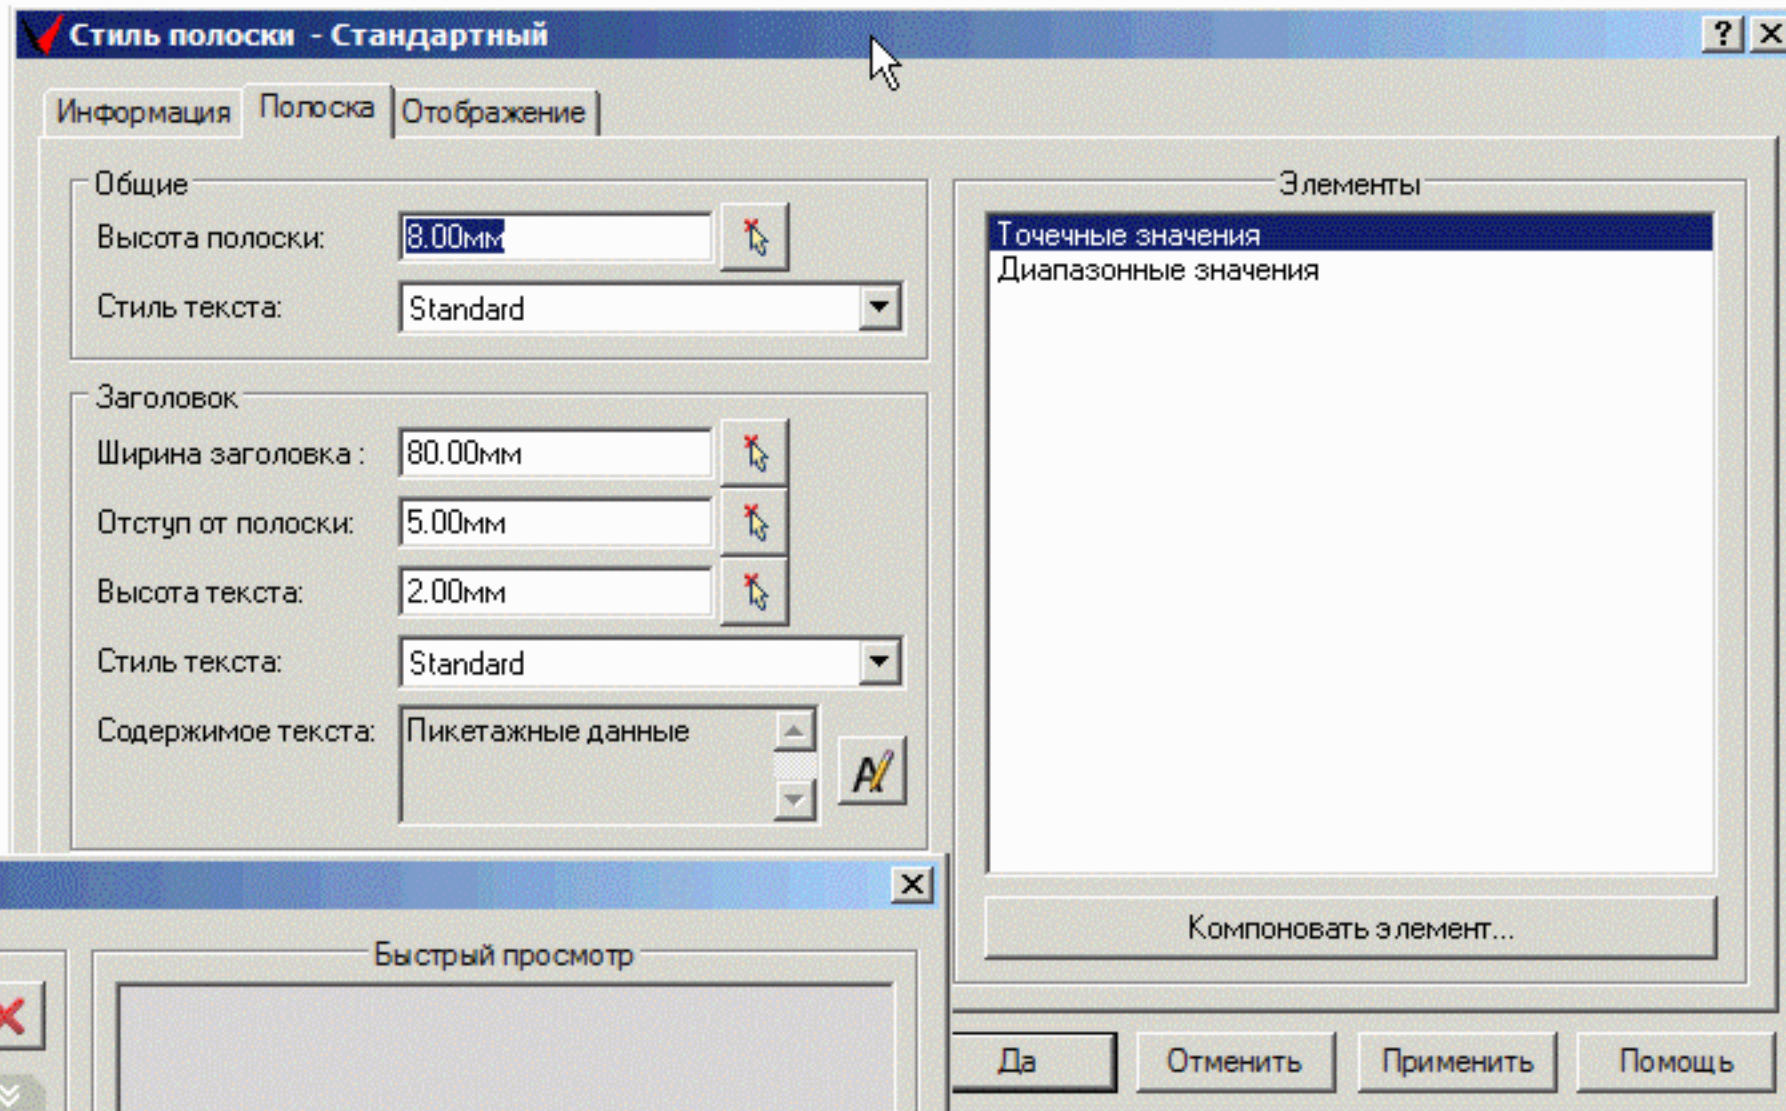 Стиль полоски - Стандартный
Информация Полоска Отображение
Общие
Высота полоски: 8.00мм
Стиль текста: Standard
Заголовок
Ширина заголовка : 80.00мм
Отступ от полоски: 5.00мм
Высота текста: 2.00мм
Стиль текста: Standard
Содержимое текста: Пикетажные данные
Элементы
Точечные значения
Диапазонные значения
Компоновать элемент...
Быстрый просмотр
Да Отменить Применить Помощь